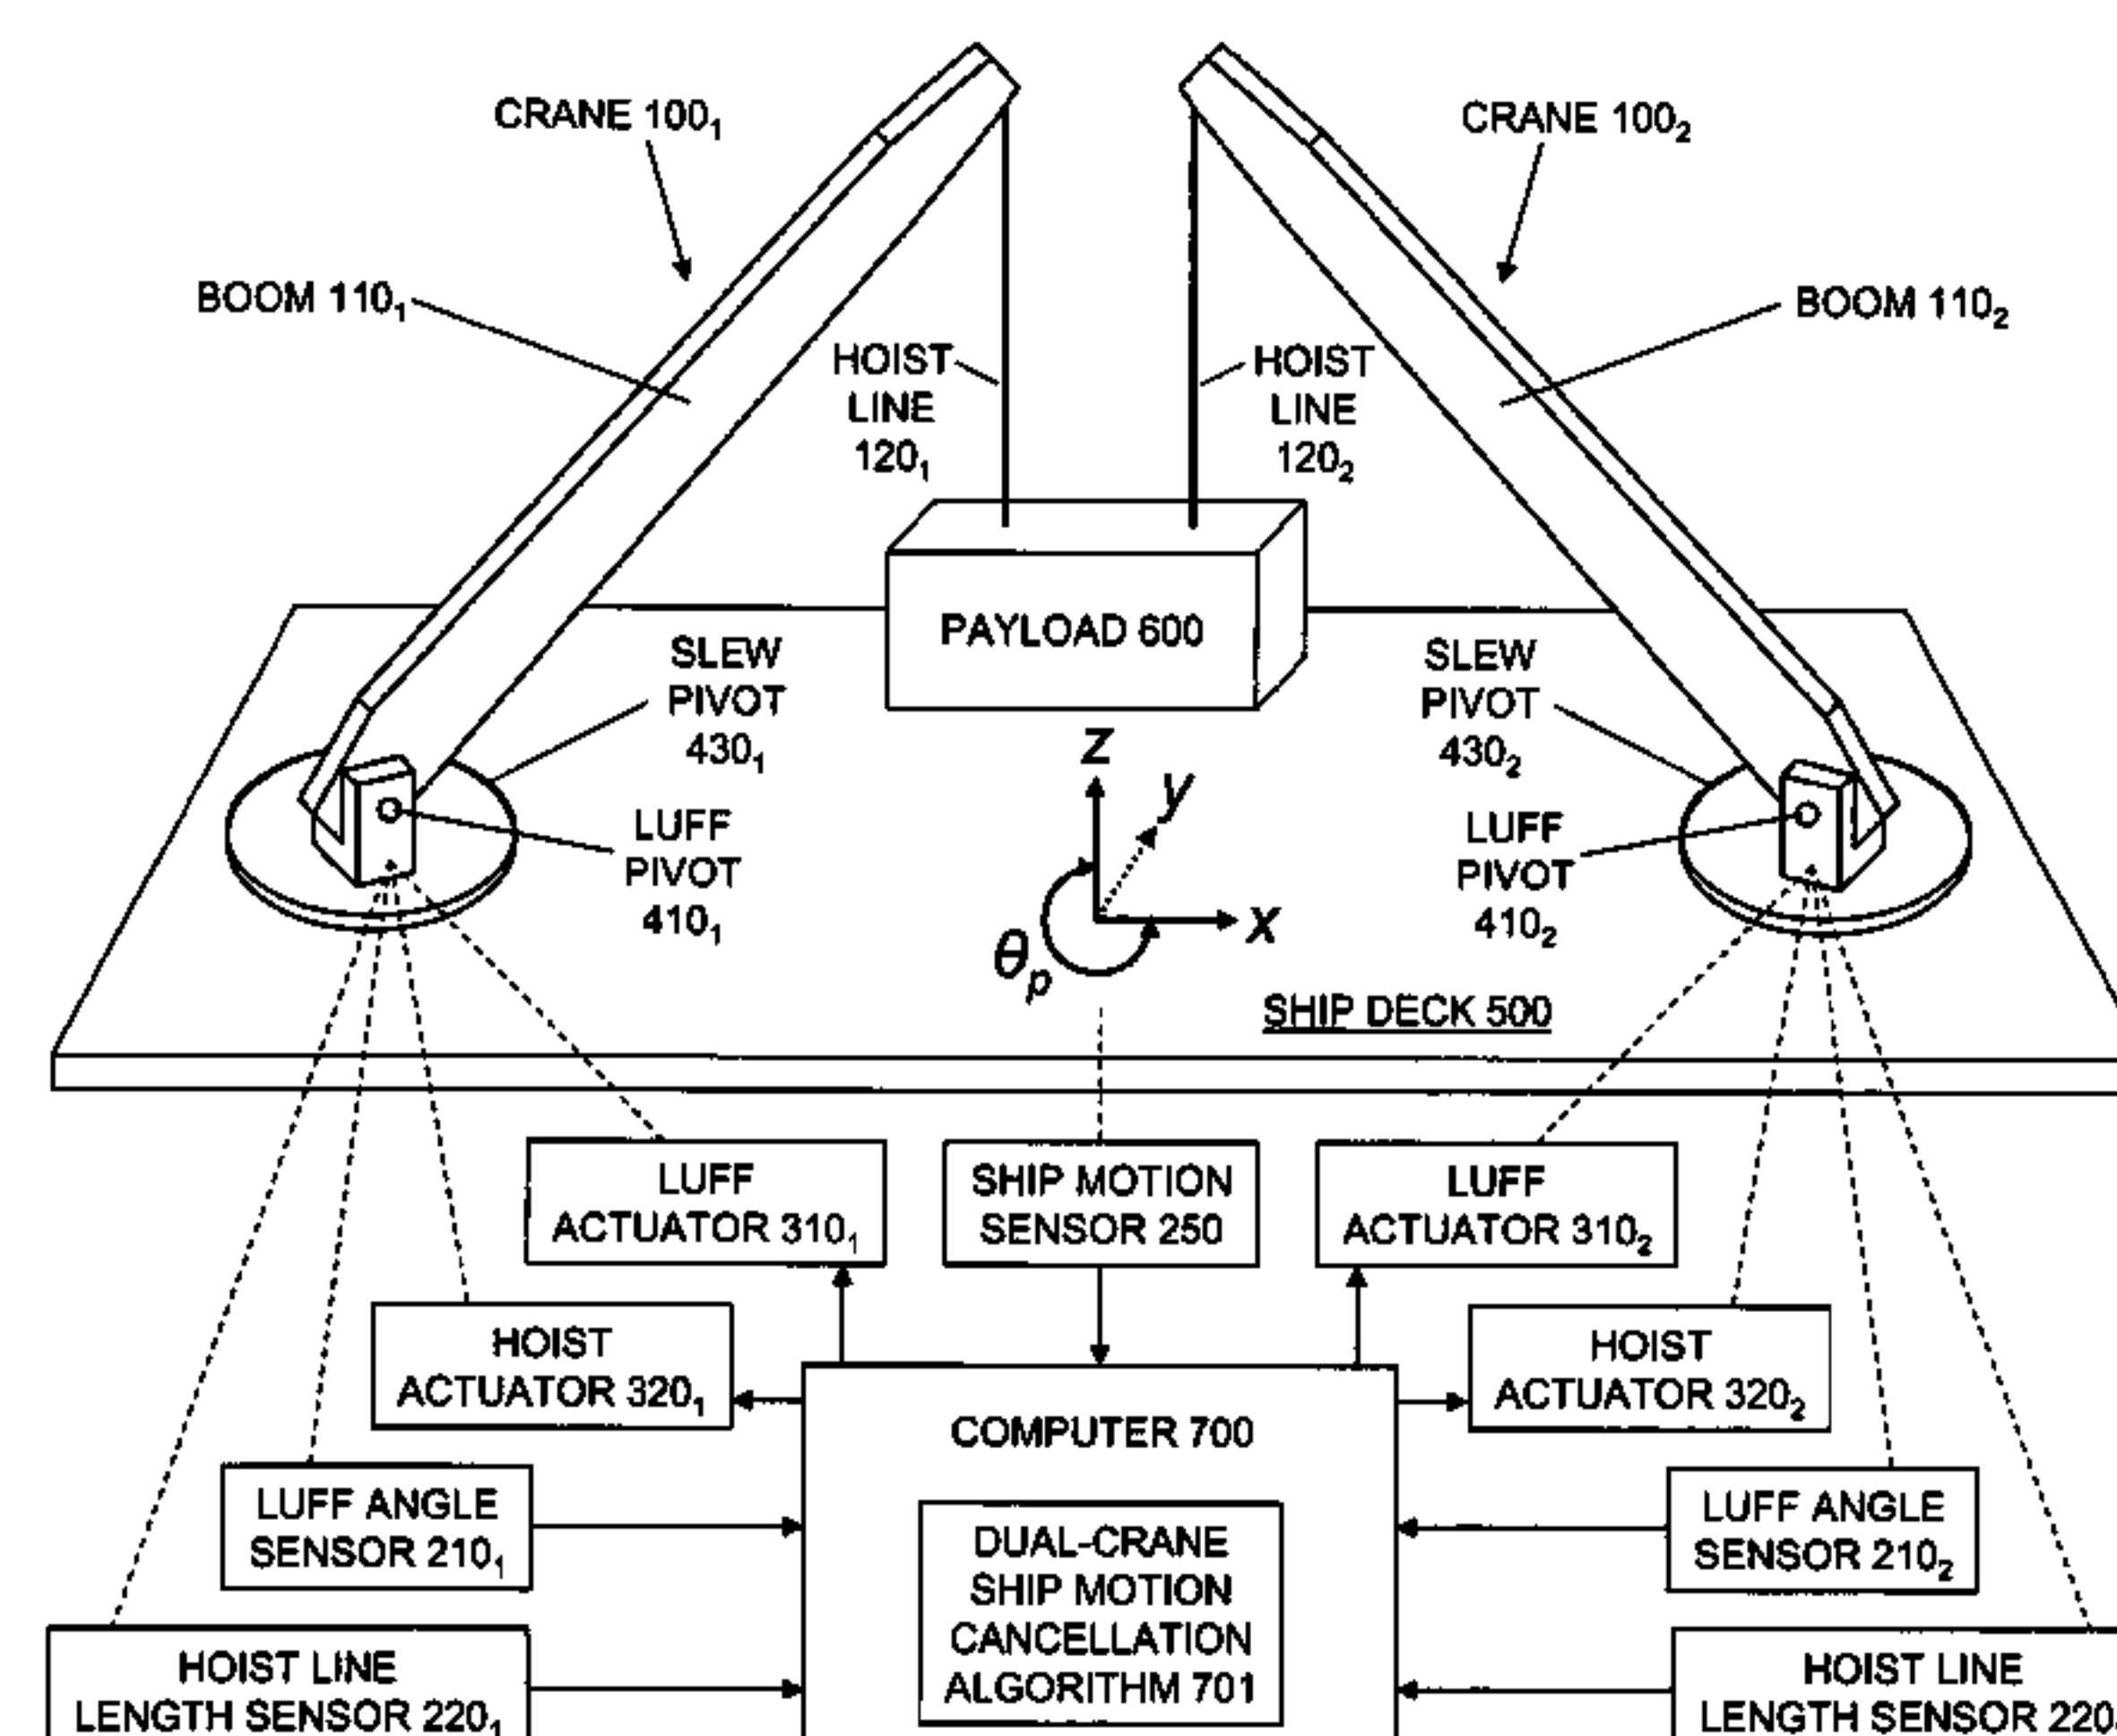 CRANE 100₁
CRANE 100₂
BOOM 110₁
BOOM 110₂
HOIST
LINE
120₁
HOIST
LINE
120₂
PAYLOAD 600
SLEW
PIVOT
430₁
SLEW
PIVOT
430₂
LUFF
PIVOT
410₁
LUFF
PIVOT
410₂
z
y
x
θₚ
SHIP DECK 500
LUFF
ACTUATOR 310₁
SHIP MOTION
SENSOR 250
LUFF
ACTUATOR 310₂
HOIST
ACTUATOR 320₁
HOIST
ACTUATOR 320₂
COMPUTER 700
LUFF ANGLE
SENSOR 210₁
DUAL-CRANE
SHIP MOTION
CANCELLATION
ALGORITHM 701
LUFF ANGLE
SENSOR 210₂
HOIST LINE
LENGTH SENSOR 220₁
HOIST LINE
LENGTH SENSOR 220